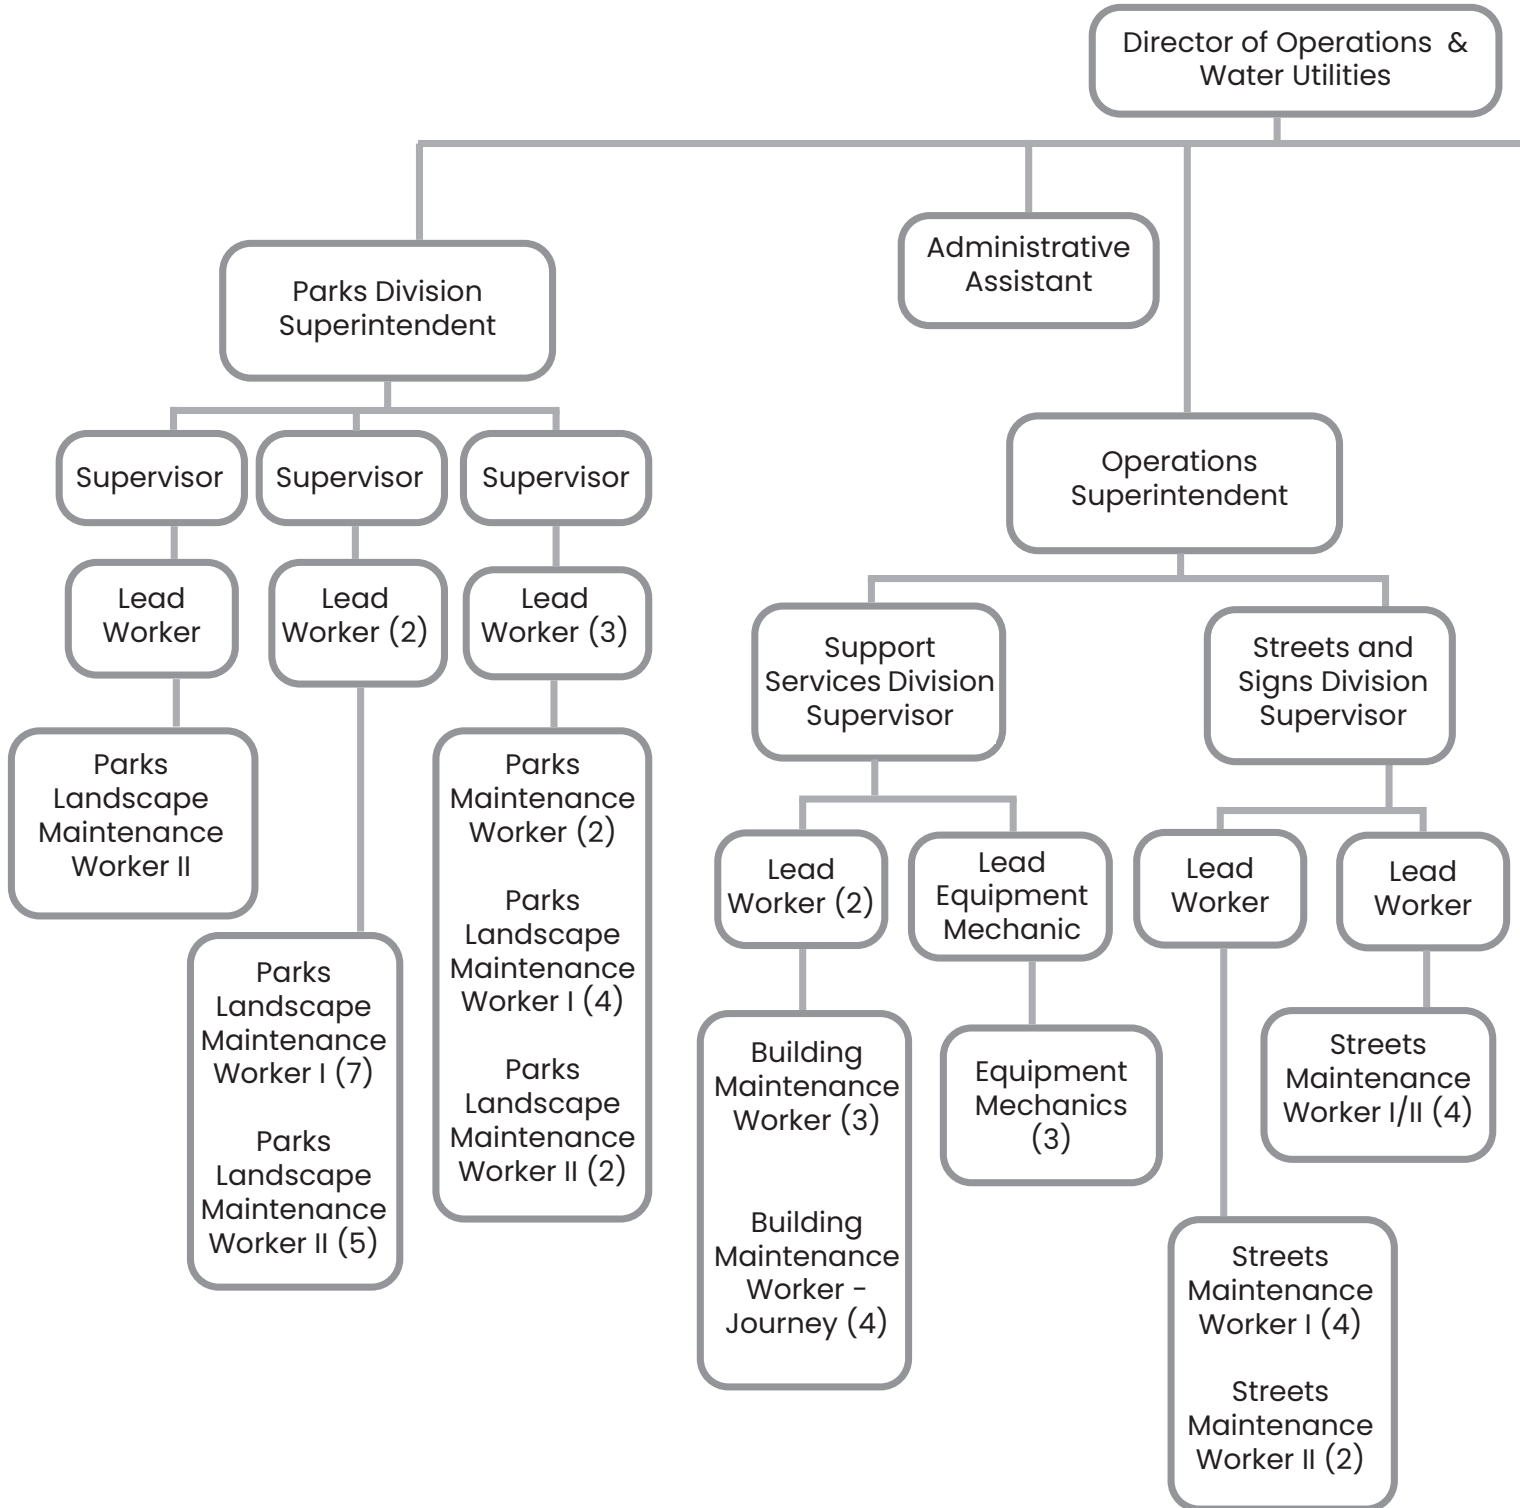 Director of Operations &
Water Utilities
Administrative
Assistant
Parks Division
Superintendent
Supervisor
Supervisor
Supervisor
Lead
Worker
Lead
Worker (2)
Lead
Worker (3)
Parks
Landscape
Maintenance
Worker II
Parks
Landscape
Maintenance
Worker I (7)
Parks
Landscape
Maintenance
Worker II (5)
Parks
Maintenance
Worker (2)
Parks
Landscape
Maintenance
Worker I (4)
Parks
Landscape
Maintenance
Worker II (2)
Operations
Superintendent
Support
Services Division
Supervisor
Streets and
Signs Division
Supervisor
Lead
Worker (2)
Lead
Equipment
Mechanic
Lead
Worker
Lead
Worker
Building
Maintenance
Worker (3)
Building
Maintenance
Worker -
Journey (4)
Equipment
Mechanics
(3)
Streets
Maintenance
Worker I/II (4)
Streets
Maintenance
Worker I (4)
Streets
Maintenance
Worker II (2)